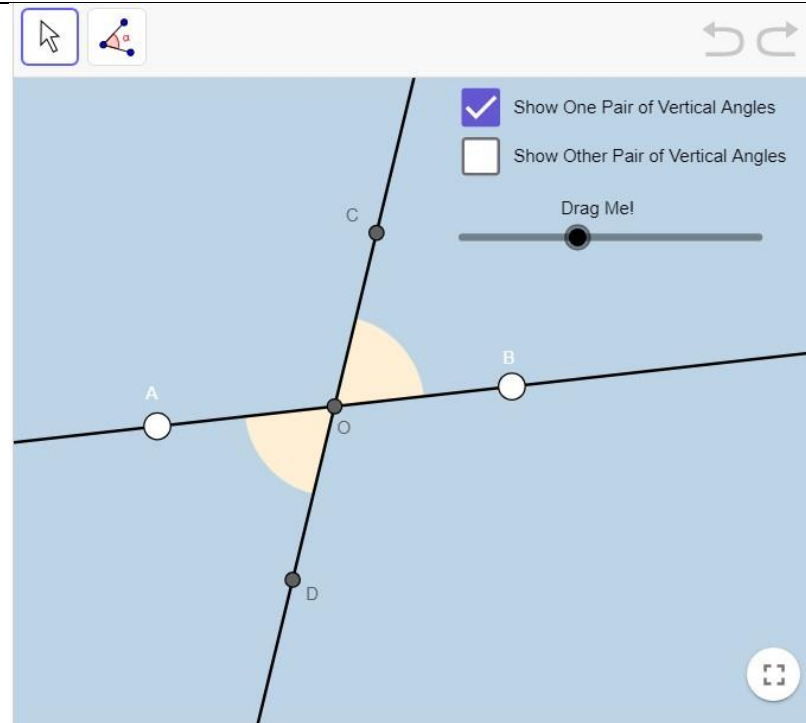 α
Show One Pair of Vertical Angles
Show Other Pair of Vertical Angles
Drag Me!
C
B
A
O
D